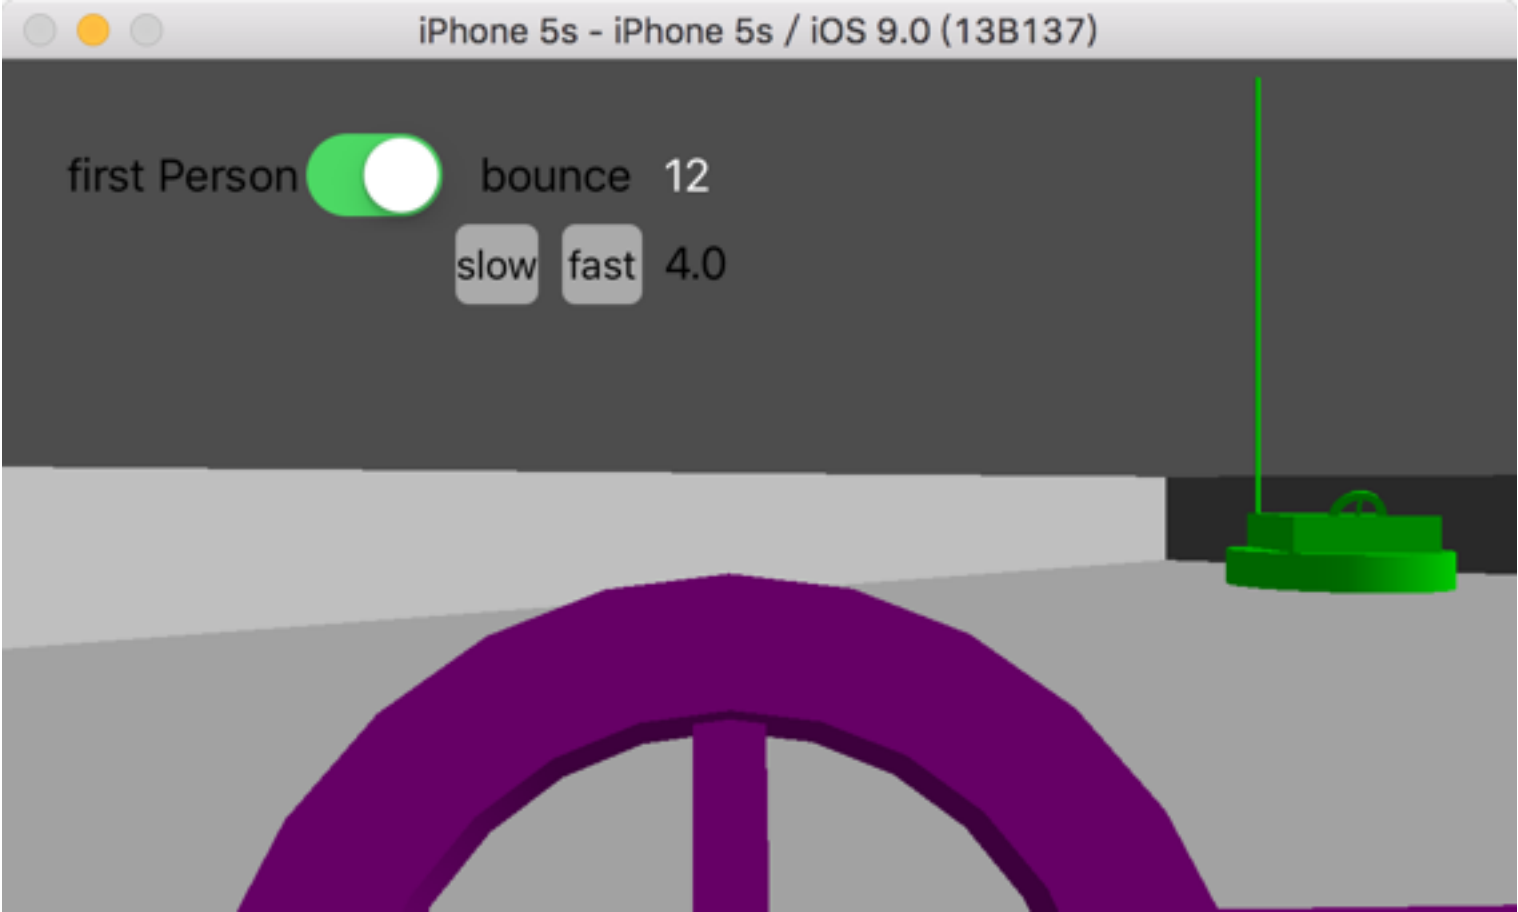 iPhone 5s - iPhone 5s / iOS 9.0 (13B137)
first Person bounce 12
slow fast 4.0